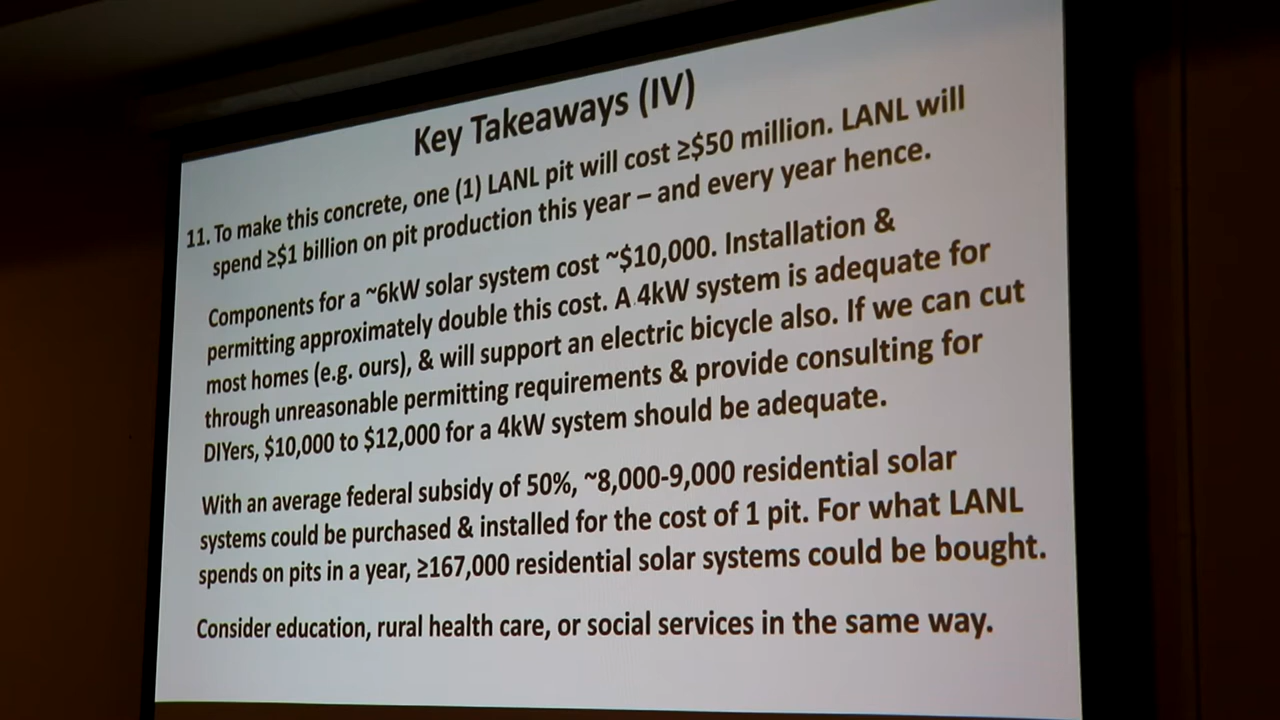 Key Takeaways (IV)
11. To make this concrete, one (1) LANL pit will cost ≥$50 million. LANL will
spend ≥$1 billion on pit production this year – and every year hence.
Components for a ~6kW solar system cost ~$10,000. Installation &
permitting approximately double this cost. A 4kW system is adequate for
most homes (e.g. ours), & will support an electric bicycle also. If we can cut
through unreasonable permitting requirements & provide consulting for
DIYers, $10,000 to $12,000 for a 4kW system should be adequate.
With an average federal subsidy of 50%, ~8,000-9,000 residential solar
systems could be purchased & installed for the cost of 1 pit. For what LANL
spends on pits in a year, ≥167,000 residential solar systems could be bought.
Consider education, rural health care, or social services in the same way.